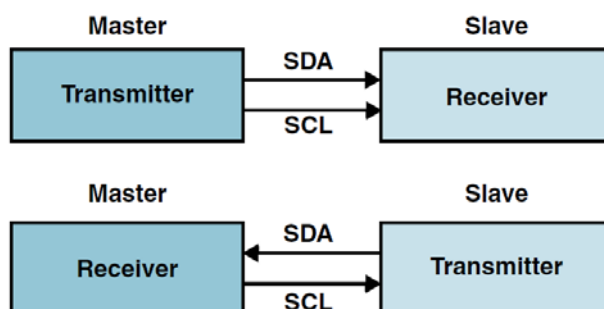 Master Slave
SDA
Transmitter Receiver
SCL
Master Slave
SDA
Receiver Transmitter
SCL